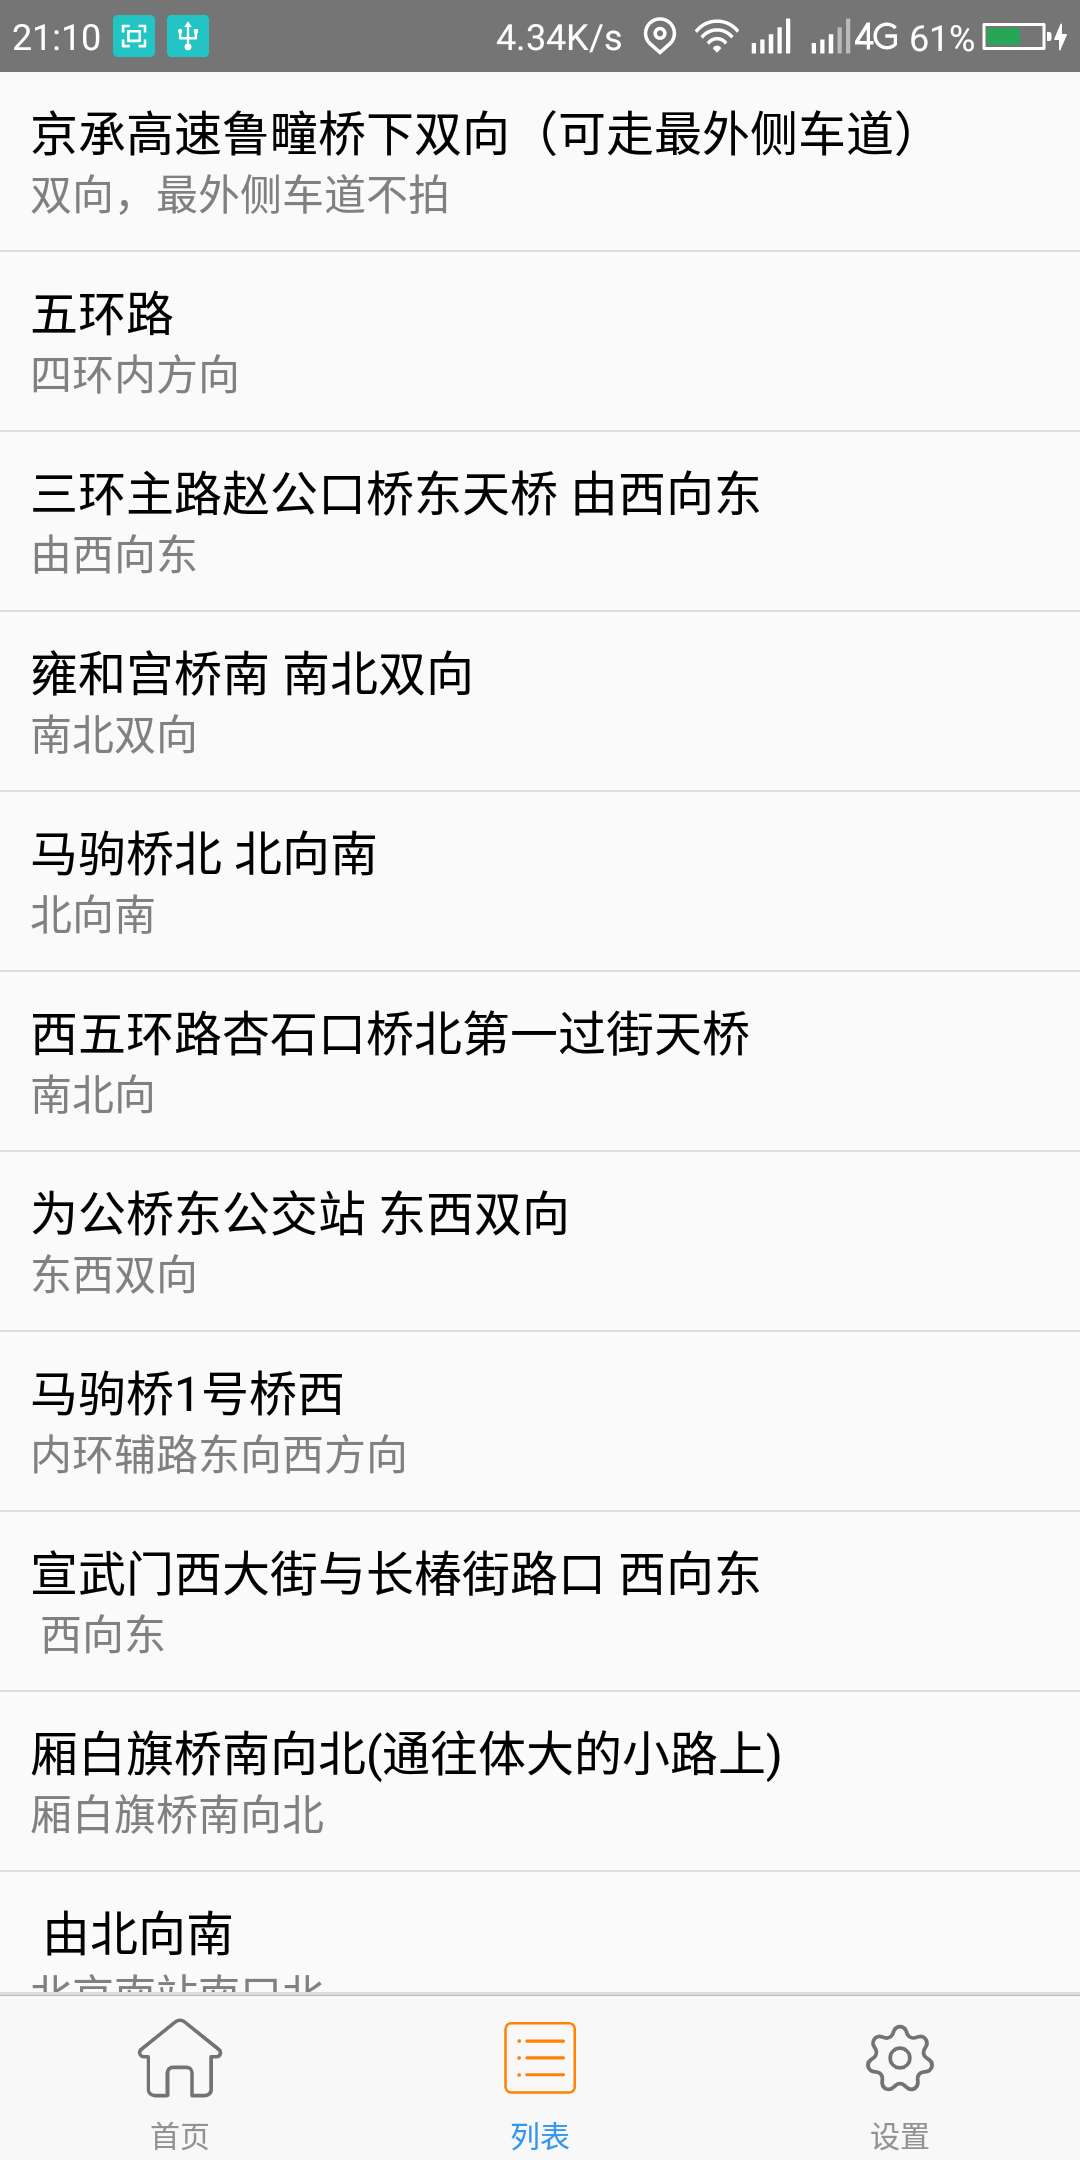 21:10 4.34K/s 4G 61%
京承高速鲁疃桥下双向（可走最外侧车道）
双向，最外侧车道不拍
五环路
四环内方向
三环主路赵公口桥东天桥 由西向东
由西向东
雍和宫桥南 南北双向
南北双向
马驹桥北 北向南
北向南
西五环路杏石口桥北第一过街天桥
南北向
为公桥东公交站 东西双向
东西双向
马驹桥1号桥西
内环辅路东向西方向
宣武门西大街与长椿街路口 西向东
西向东
厢白旗桥南向北(通往体大的小路上)
厢白旗桥南向北
由北向南
北京南站南口北
首页 列表 设置